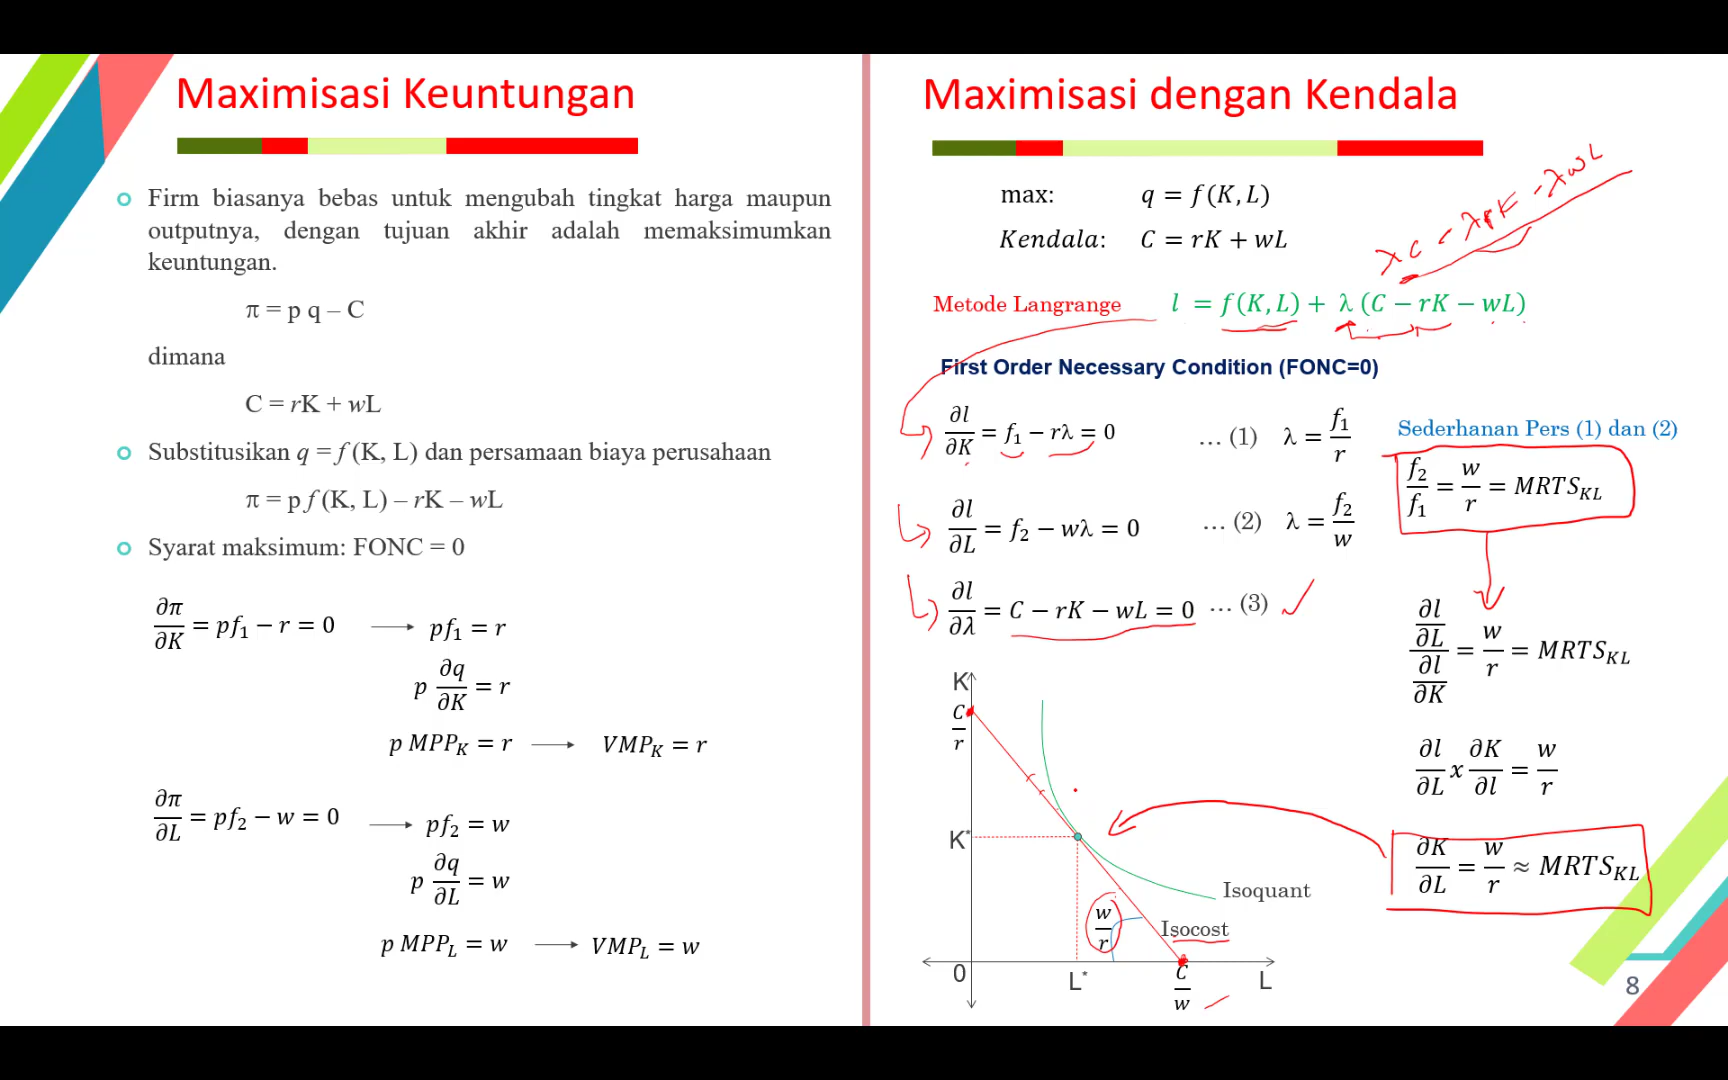 Maximisasi Keuntungan
Firm biasanya bebas untuk mengubah tingkat harga maupun
outputnya, dengan tujuan akhir adalah memaksimumkan
keuntungan.
π = p q – C
dimana
C = rK + wL
Substitusikan q = f (K, L) dan persamaan biaya perusahaan
π = p f (K, L) – rK – wL
Syarat maksimum: FONC = 0
∂π/∂K = pf₁ − r = 0 → pf₁ = r
p ∂q/∂K = r
p MPP_K = r → VMP_K = r
∂π/∂L = pf₂ − w = 0 → pf₂ = w
p ∂q/∂L = w
p MPP_L = w → VMP_L = w
Maximisasi dengan Kendala
max: q = f(K, L)
Kendala: C = rK + wL
λC - λrK - λwL
Metode Langrange l = f(K, L) + λ (C − rK − wL)
First Order Necessary Condition (FONC=0)
∂l/∂K = f₁ − rλ = 0 … (1) λ = f₁/r
∂l/∂L = f₂ − wλ = 0 … (2) λ = f₂/w
∂l/∂λ = C − rK − wL = 0 … (3)
Sederhanan Pers (1) dan (2)
f₂/f₁ = w/r = MRTS_KL
∂l/∂L / ∂l/∂K = w/r = MRTS_KL
∂l/∂L x ∂K/∂l = w/r
∂K/∂L = w/r ≈ MRTS_KL
K
C/r
K*
Isoquant
w/r
Isocost
0
L*
C/w
L
8